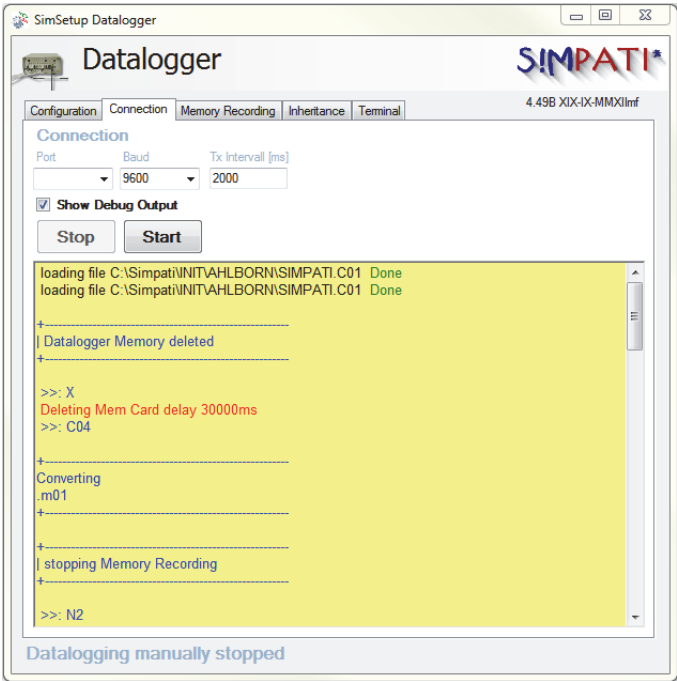 SimSetup Datalogger
Datalogger
S!MPATI*
4.49B XIX-IX-MMXIImf
Configuration Connection Memory Recording Inheritance Terminal
Connection
Port Baud Tx Intervall [ms]
9600 2000
Show Debug Output
Stop Start
loading file C:\Simpati\INIT\AHLBORN\SIMPATI.C01 Done
loading file C:\Simpati\INIT\AHLBORN\SIMPATI.C01 Done
+------------------------------------------------------------
| Datalogger Memory deleted
+------------------------------------------------------------
>>: X
Deleting Mem Card delay 30000ms
>>: C04
+------------------------------------------------------------
Converting
.m01
+------------------------------------------------------------
+------------------------------------------------------------
| stopping Memory Recording
+------------------------------------------------------------
>>: N2
Datalogging manually stopped